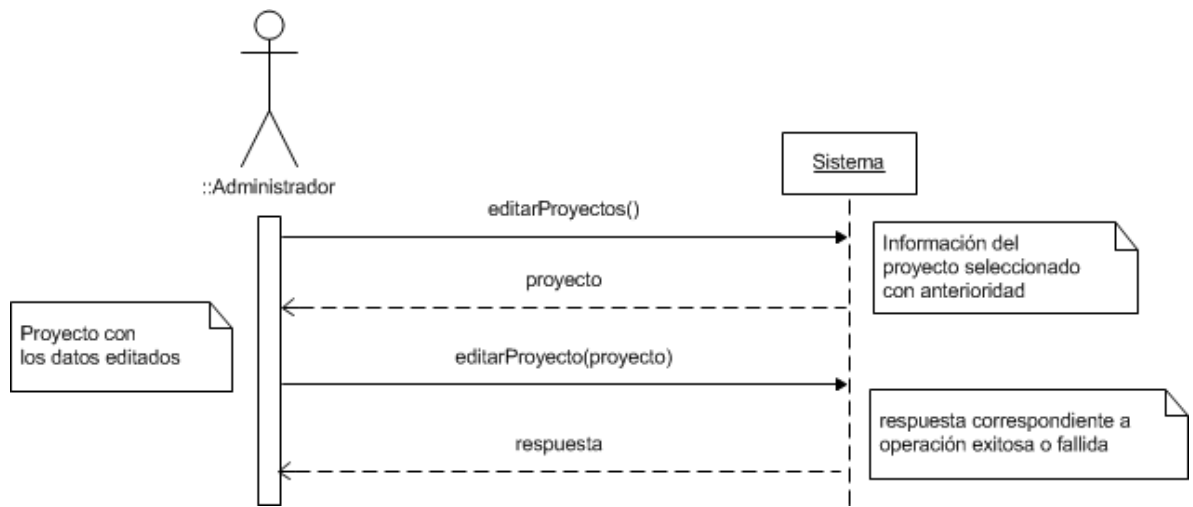 Sistema
::Administrador
editarProyectos()
Información del
proyecto seleccionado
con anterioridad
proyecto
Proyecto con
los datos editados
editarProyecto(proyecto)
respuesta correspondiente a
operación exitosa o fallida
respuesta